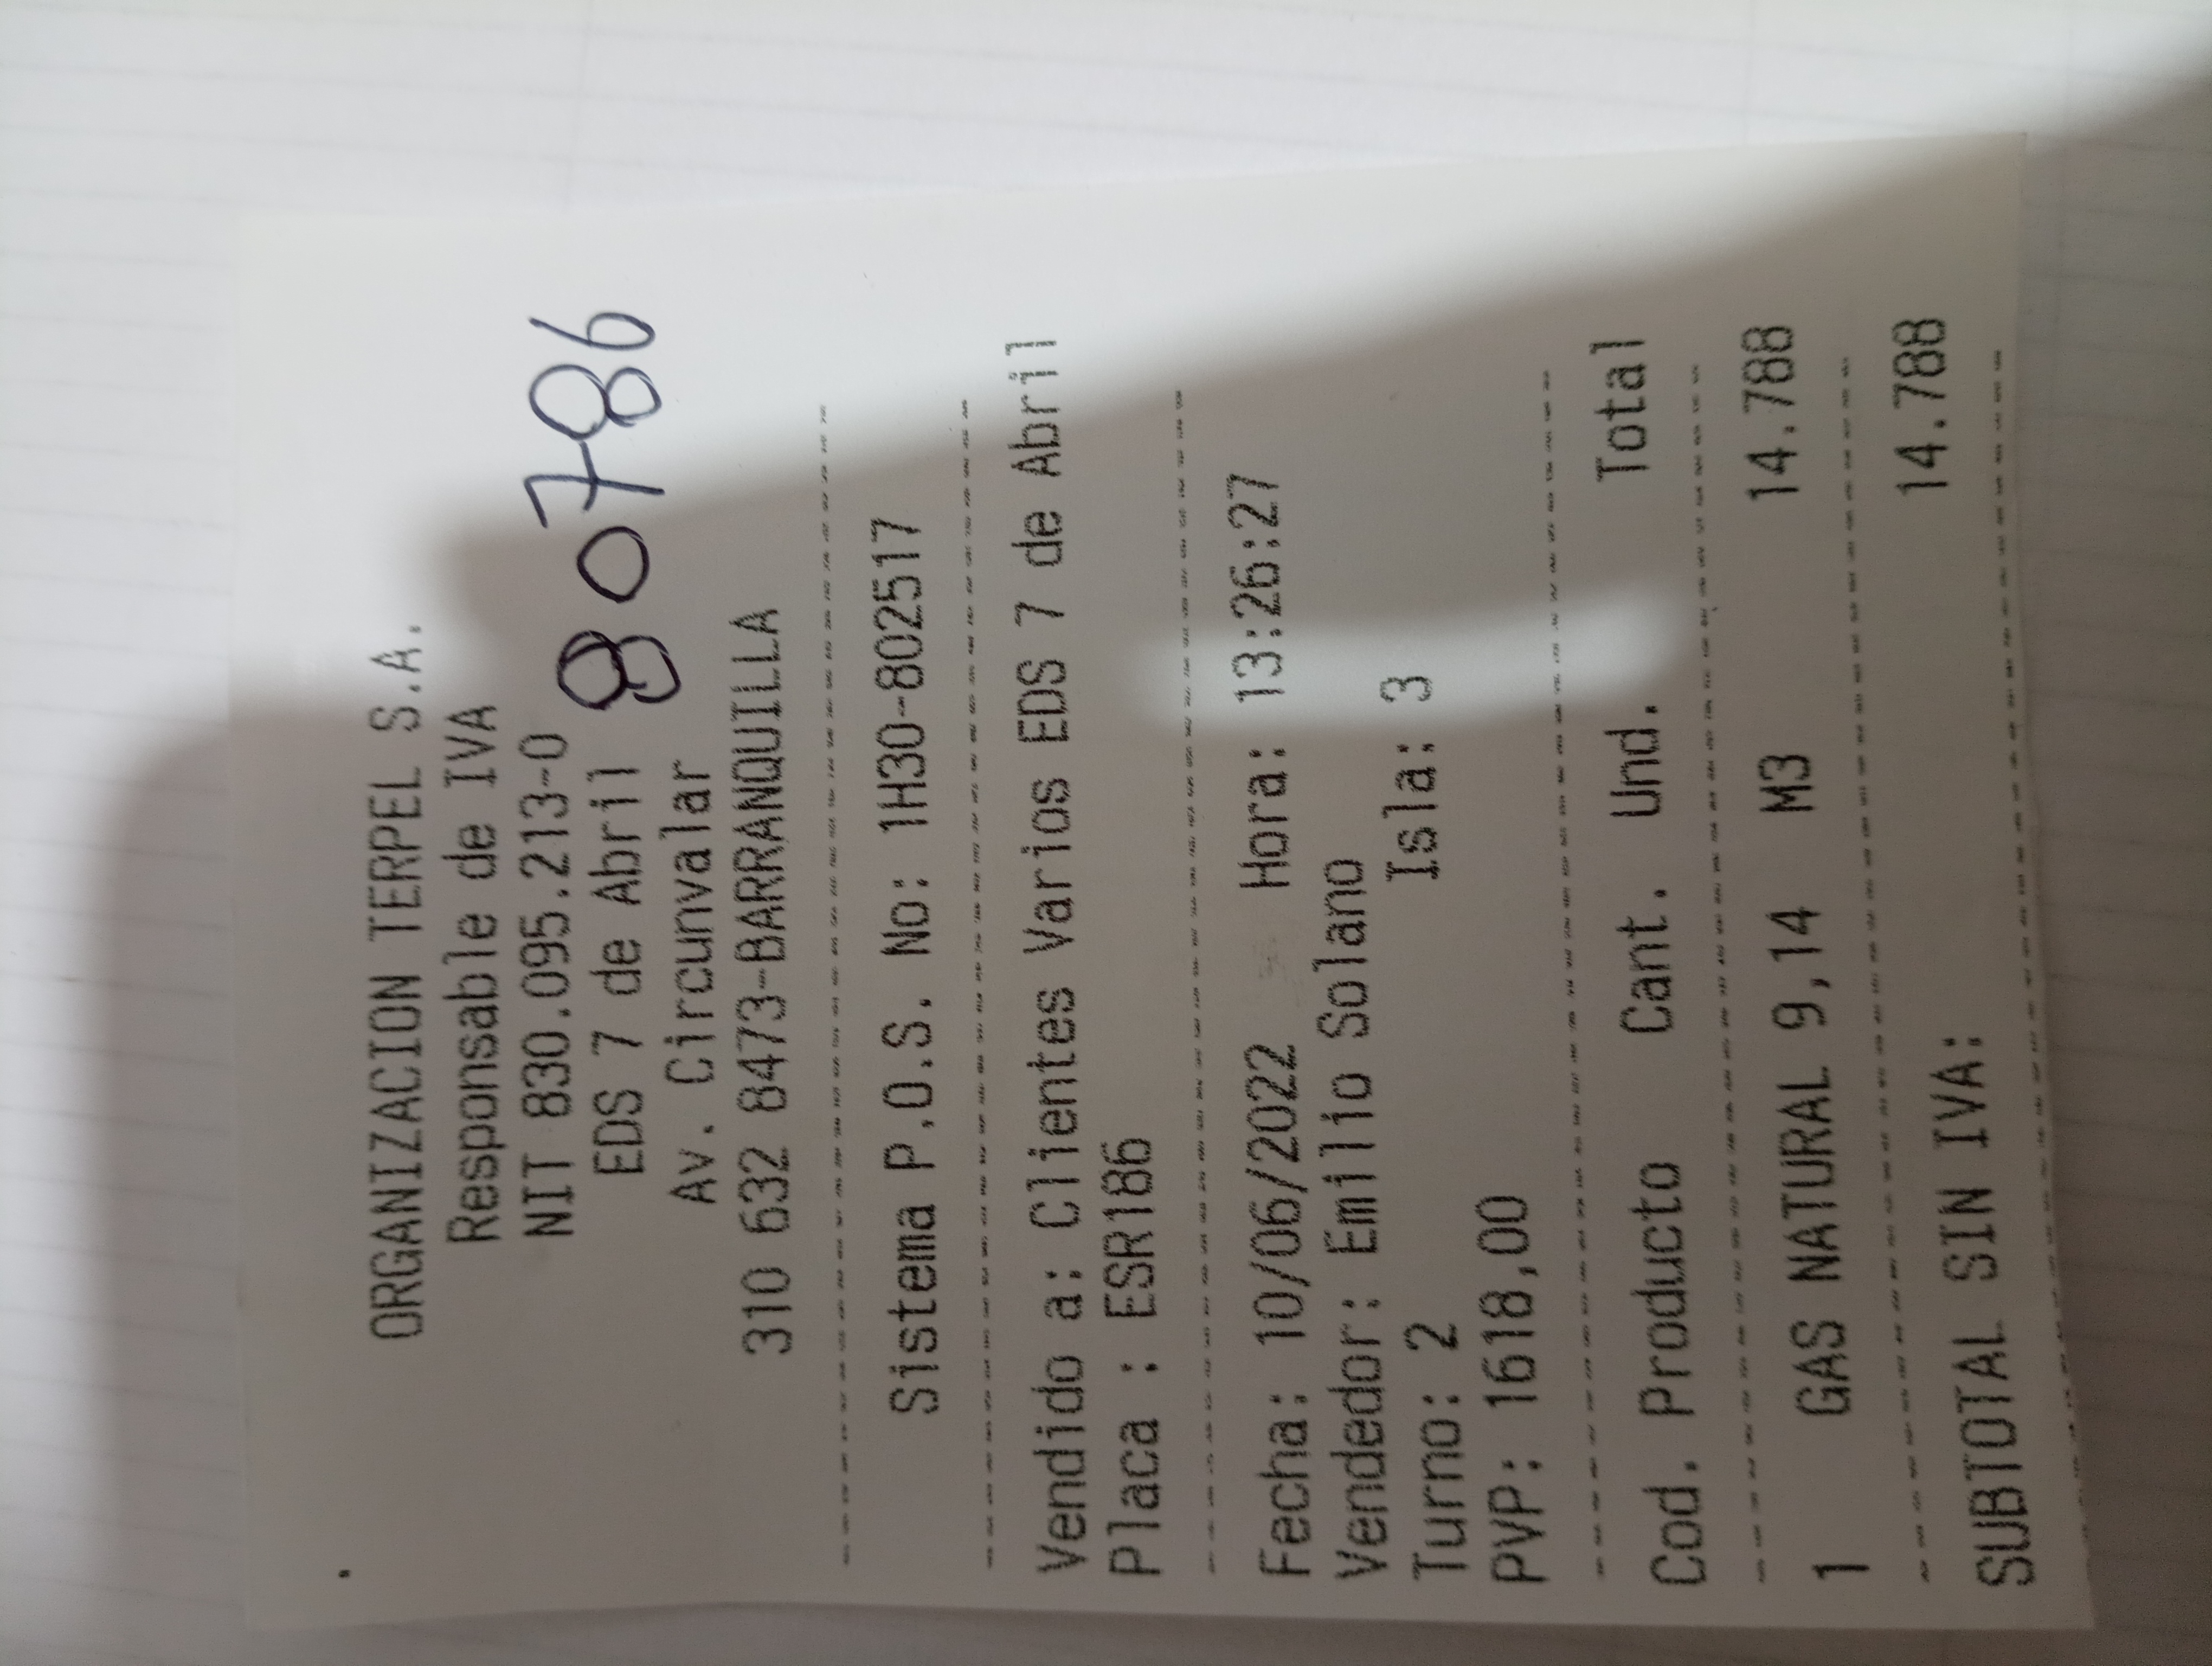 ORGANIZACION TERPEL S.A.
Responsable de IVA
NIT 830.095.213-0
EDS 7 de Abril
80786
Av. Circunvalar
310 632 8473-BARRANQUILLA
Sistema P.O.S. No: 1H30-802517
Vendido a: Clientes Varios EDS 7 de Abril
Placa : ESR186
Fecha: 10/06/2022 Hora: 13:26:27
Vendedor: Emilio Solano
Turno: 2 Isla: 3
PVP: 1618,00
Cod. Producto Cant. Und. Total
1 GAS NATURAL 9,14 M3 14.788
SUBTOTAL SIN IVA: 14.788